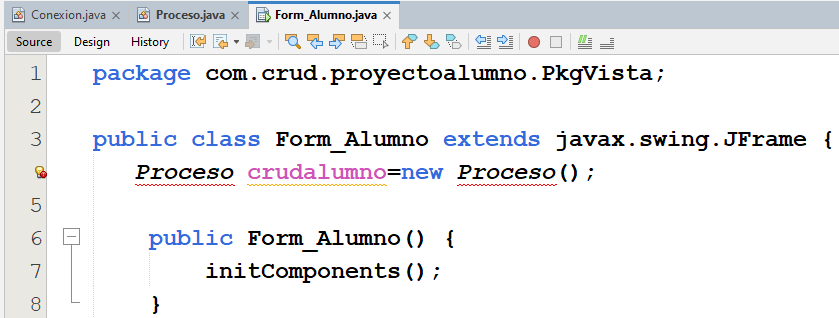 Conexion.java Proceso.java Form_Alumno.java
Source Design History
1 package com.crud.proyectoalumno.PkgVista;
2
3 public class Form_Alumno extends javax.swing.JFrame {
Proceso crudalumno=new Proceso();
5
6 public Form_Alumno() {
7 initComponents();
8 }